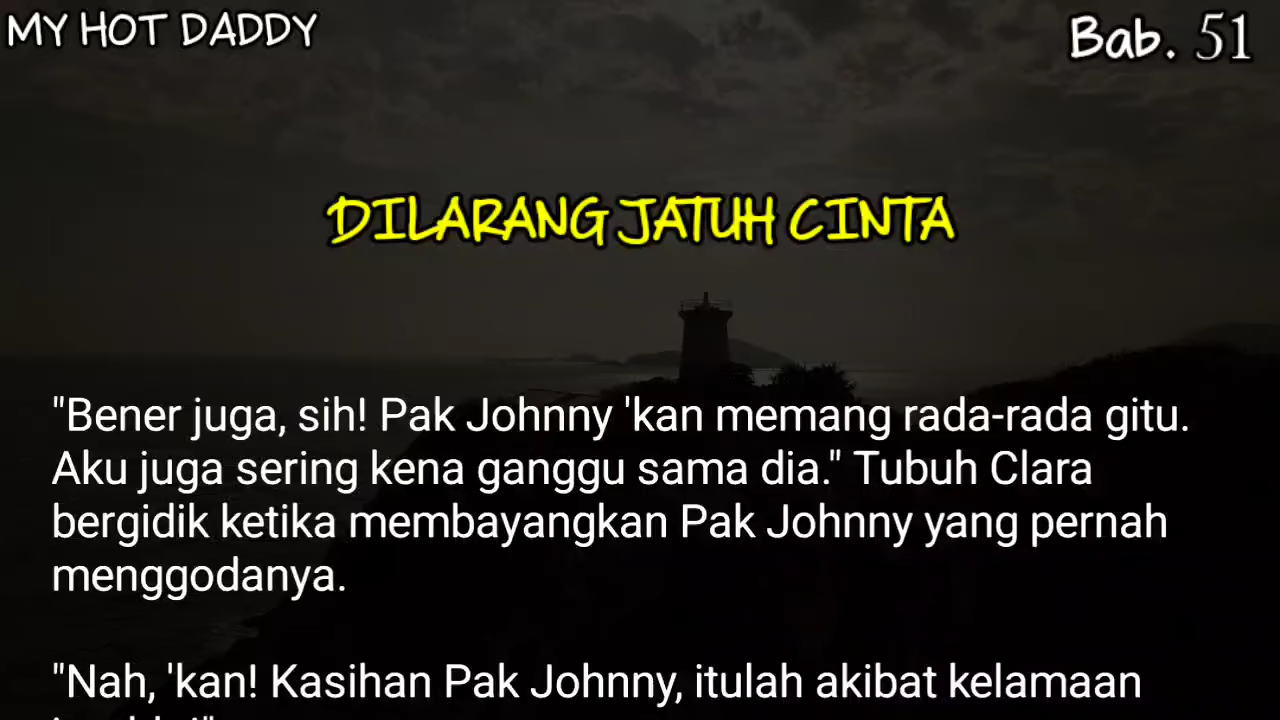 MY HOT DADDY
Bab. 51
DILARANG JATUH CINTA
"Bener juga, sih! Pak Johnny 'kan memang rada-rada gitu.
Aku juga sering kena ganggu sama dia." Tubuh Clara
bergidik ketika membayangkan Pak Johnny yang pernah
menggodanya.
"Nah, 'kan! Kasihan Pak Johnny, itulah akibat kelamaan